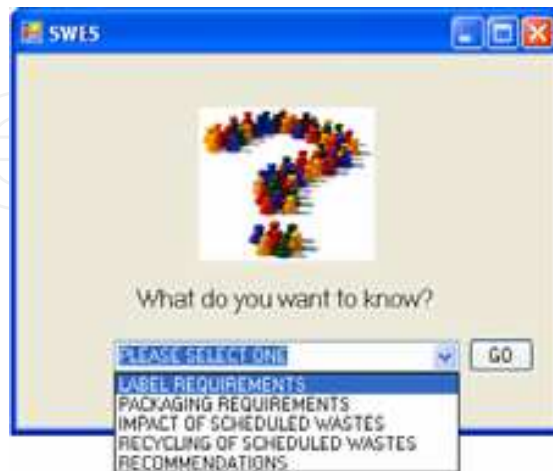 SWES
What do you want to know?
PLEASE SELECT ONE
GO
LABEL REQUIREMENTS
PACKAGING REQUIREMENTS
IMPACT OF SCHEDULED WASTES
RECYCLING OF SCHEDULED WASTES
RECOMMENDATIONS